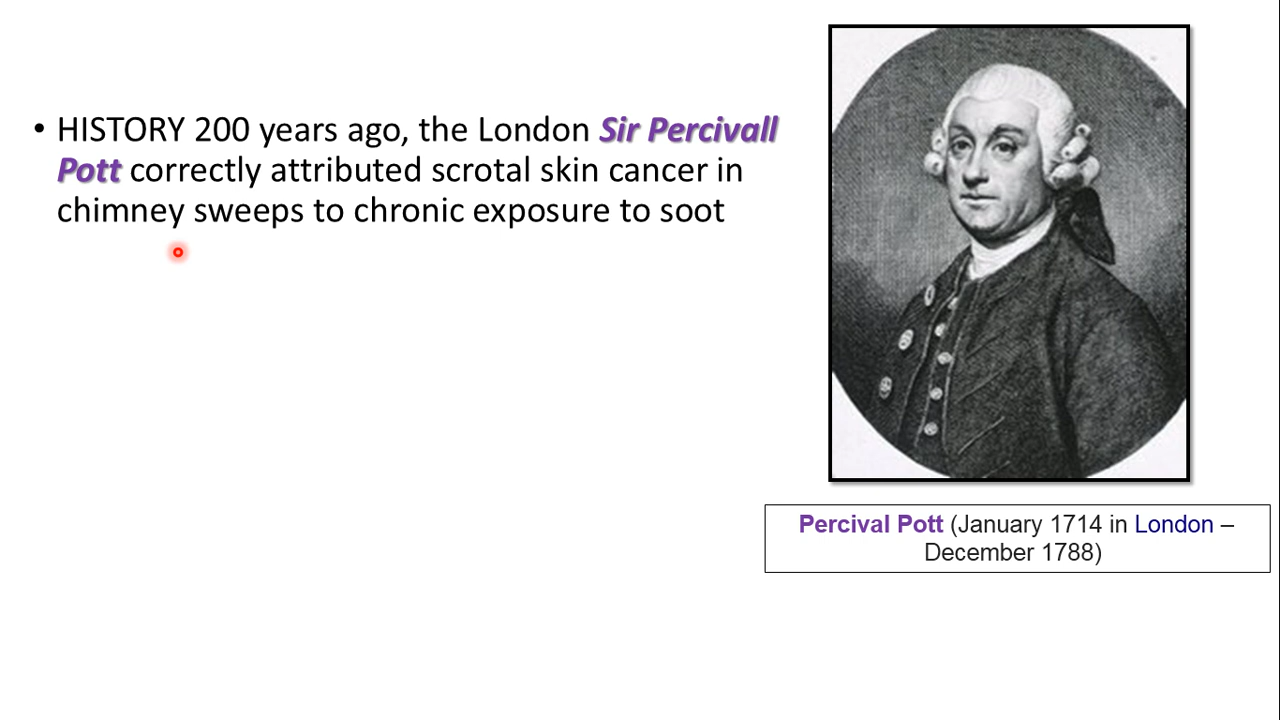 • HISTORY 200 years ago, the London Sir Percivall
Pott correctly attributed scrotal skin cancer in
chimney sweeps to chronic exposure to soot
Percival Pott (January 1714 in London –
December 1788)